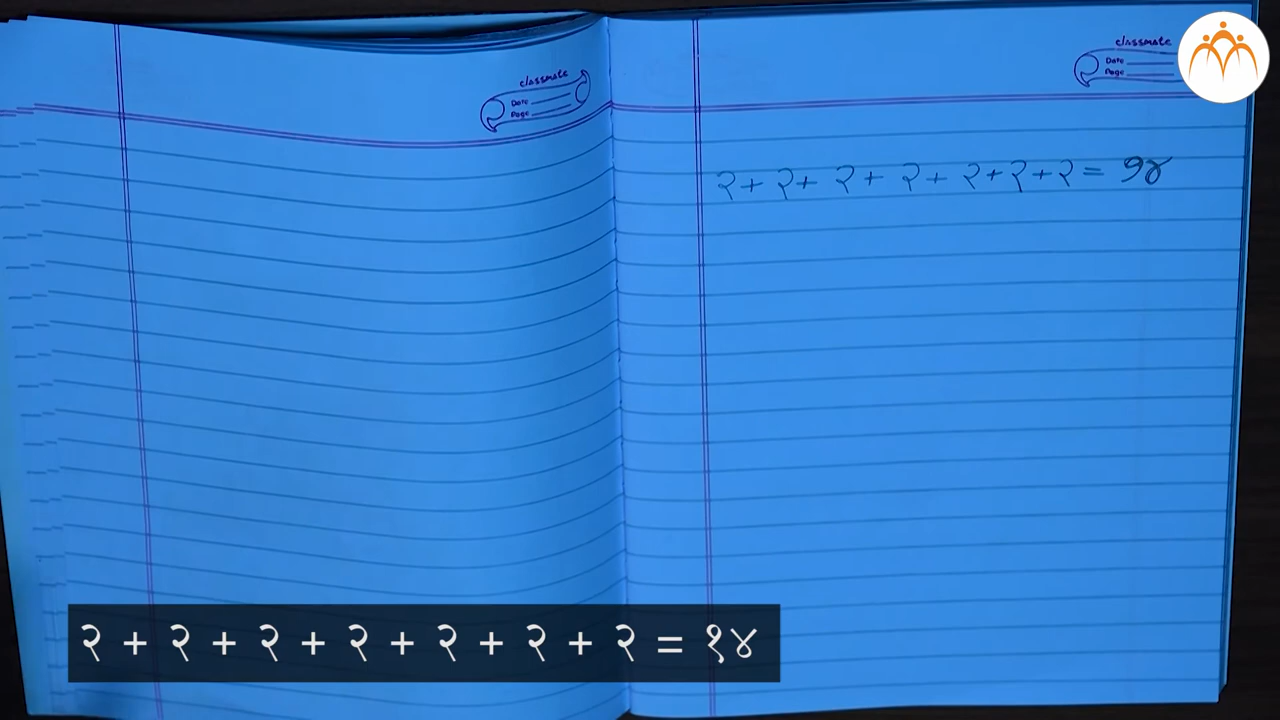 classmate
Date
Page
classmate
Date
Page
२ + २ + २ + २ + २ + २ + २ = १४
२ + २ + २ + २ + २ + २ + २ = १४